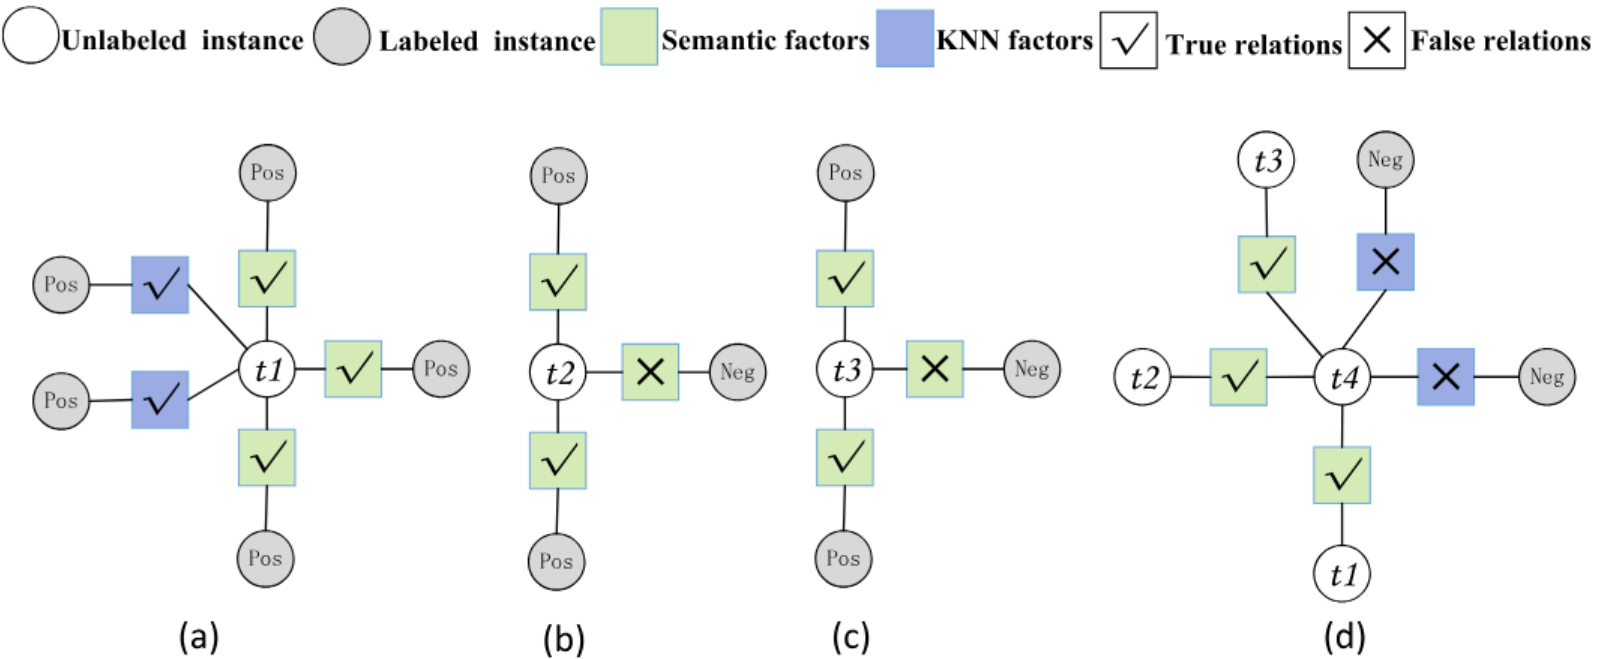 Unlabeled instance Labeled instance Semantic factors KNN factors √ True relations × False relations
Pos
Pos √ √
Pos √ t1 √ Pos
√
Pos
(a)
Pos
√
t2 × Neg
√
Pos
(b)
Pos
√
t3 × Neg
√
Pos
(c)
t3 Neg
√ ×
t2 √ t4 × Neg
√
t1
(d)